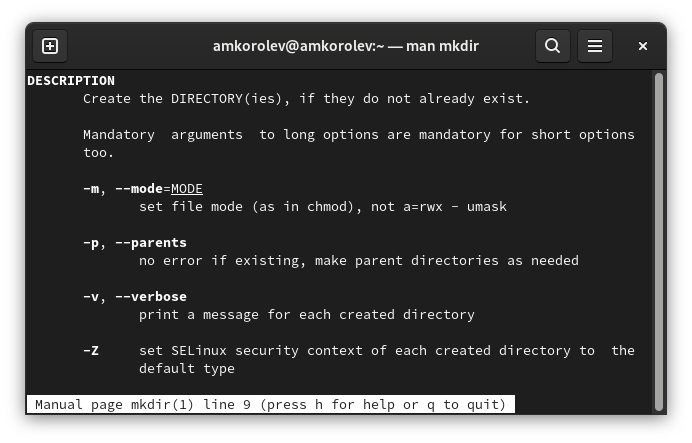 amkorolev@amkorolev:~ — man mkdir
DESCRIPTION
Create the DIRECTORY(ies), if they do not already exist.
Mandatory  arguments  to long options are mandatory for short options
too.
-m, --mode=MODE
set file mode (as in chmod), not a=rwx - umask
-p, --parents
no error if existing, make parent directories as needed
-v, --verbose
print a message for each created directory
-Z     set SELinux security context of each created directory to  the
default type
Manual page mkdir(1) line 9 (press h for help or q to quit)